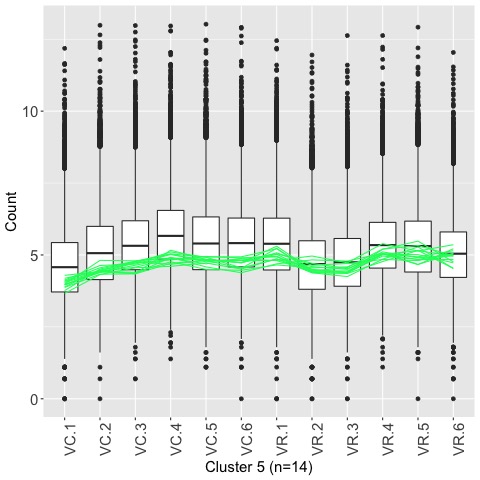 10
5
0
Count
VC.1
VC.2
VC.3
VC.4
VC.5
VC.6
VR.1
VR.2
VR.3
VR.4
VR.5
VR.6
Cluster 5 (n=14)